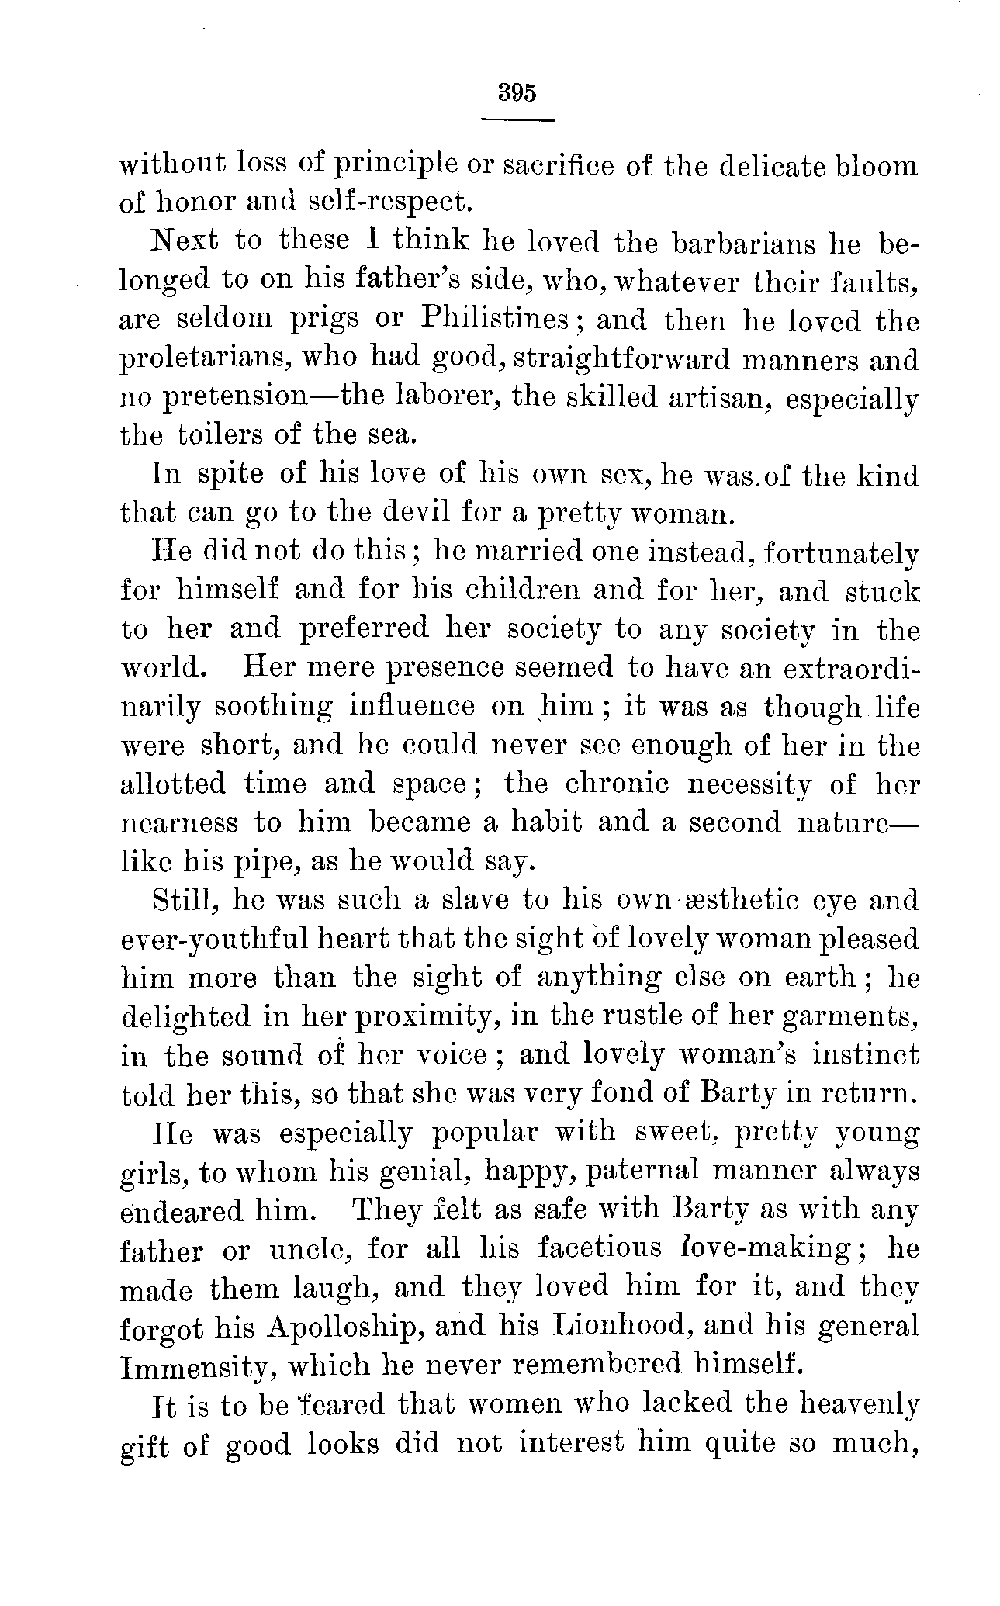 395
without loss of principle or sacrifice of the delicate bloom
of honor and self-respect.
Next to these I think he loved the barbarians he be-
longed to on his father's side, who, whatever their faults,
are seldom prigs or Philistines; and then he loved the
proletarians, who had good, straightforward manners and
no pretension—the laborer, the skilled artisan, especially
the toilers of the sea.
In spite of his love of his own sex, he was of the kind
that can go to the devil for a pretty woman.
He did not do this; he married one instead, fortunately
for himself and for his children and for her, and stuck
to her and preferred her society to any society in the
world. Her mere presence seemed to have an extraordi-
narily soothing influence on him; it was as though life
were short, and he could never see enough of her in the
allotted time and space; the chronic necessity of her
nearness to him became a habit and a second nature—
like his pipe, as he would say.
Still, he was such a slave to his own æsthetic eye and
ever-youthful heart that the sight of lovely woman pleased
him more than the sight of anything else on earth; he
delighted in her proximity, in the rustle of her garments,
in the sound of her voice; and lovely woman's instinct
told her this, so that she was very fond of Barty in return.
He was especially popular with sweet, pretty young
girls, to whom his genial, happy, paternal manner always
endeared him. They felt as safe with Barty as with any
father or uncle, for all his facetious love-making; he
made them laugh, and they loved him for it, and they
forgot his Apolloship, and his Lionhood, and his general
Immensity, which he never remembered himself.
It is to be feared that women who lacked the heavenly
gift of good looks did not interest him quite so much,